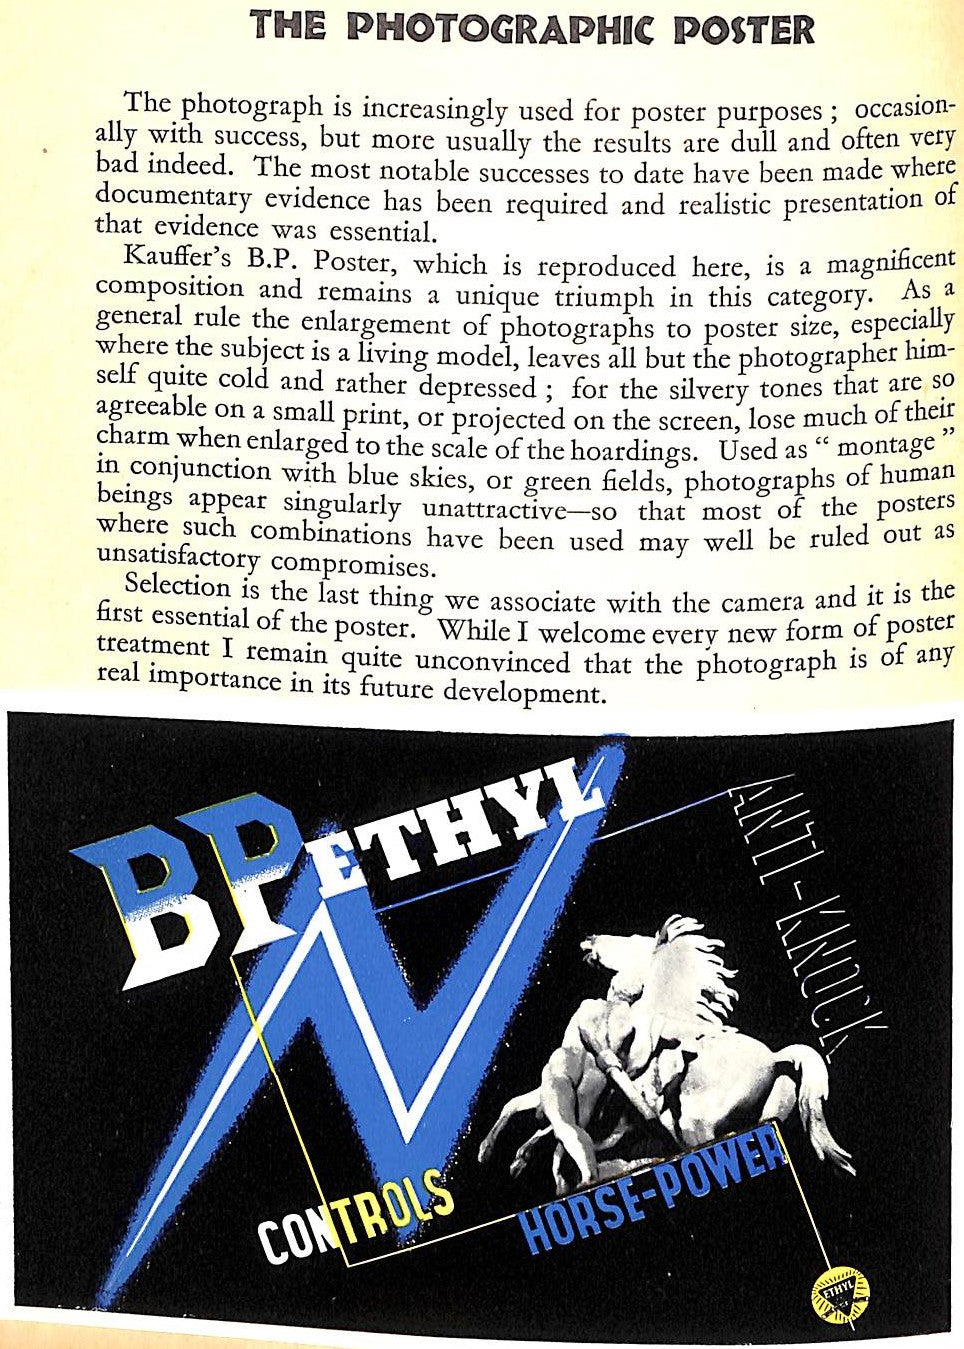 THE PHOTOGRAPHIC POSTER
The photograph is increasingly used for poster purposes ; occasion-
ally with success, but more usually the results are dull and often very
bad indeed. The most notable successes to date have been made where
documentary evidence has been required and realistic presentation of
that evidence was essential.
Kauffer's B.P. Poster, which is reproduced here, is a magnificent
composition and remains a unique triumph in this category. As a
general rule the enlargement of photographs to poster size, especially
where the subject is a living model, leaves all but the photographer him-
self quite cold and rather depressed ; for the silvery tones that are so
agreeable on a small print, or projected on the screen, lose much of their
charm when enlarged to the scale of the hoardings. Used as “ montage ”
in conjunction with blue skies, or green fields, photographs of human
beings appear singularly unattractive—so that most of the posters
where such combinations have been used may well be ruled out as
unsatisfactory compromises.
Selection is the last thing we associate with the camera and it is the
first essential of the poster. While I welcome every new form of poster
treatment I remain quite unconvinced that the photograph is of any
real importance in its future development.
BP ETHYL
ANTI-KNOCK
CONTROLS
HORSE-POWER
ETHYL